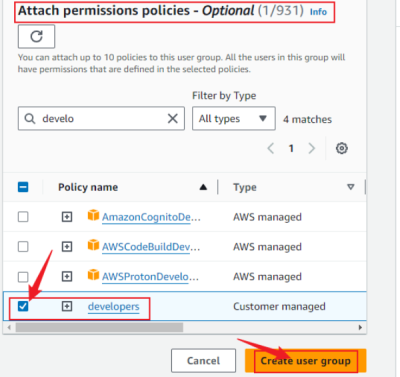 Attach permissions policies - Optional (1/931) Info
You can attach up to 10 policies to this user group. All the users in this group will
have permissions that are defined in the selected policies.
Filter by Type
develo
All types
4 matches
1
Policy name
Type
AmazonCognitoDe...
AWS managed
AWSCodeBuildDev...
AWS managed
AWSProtonDevelo...
AWS managed
developers
Customer managed
Cancel
Create user group